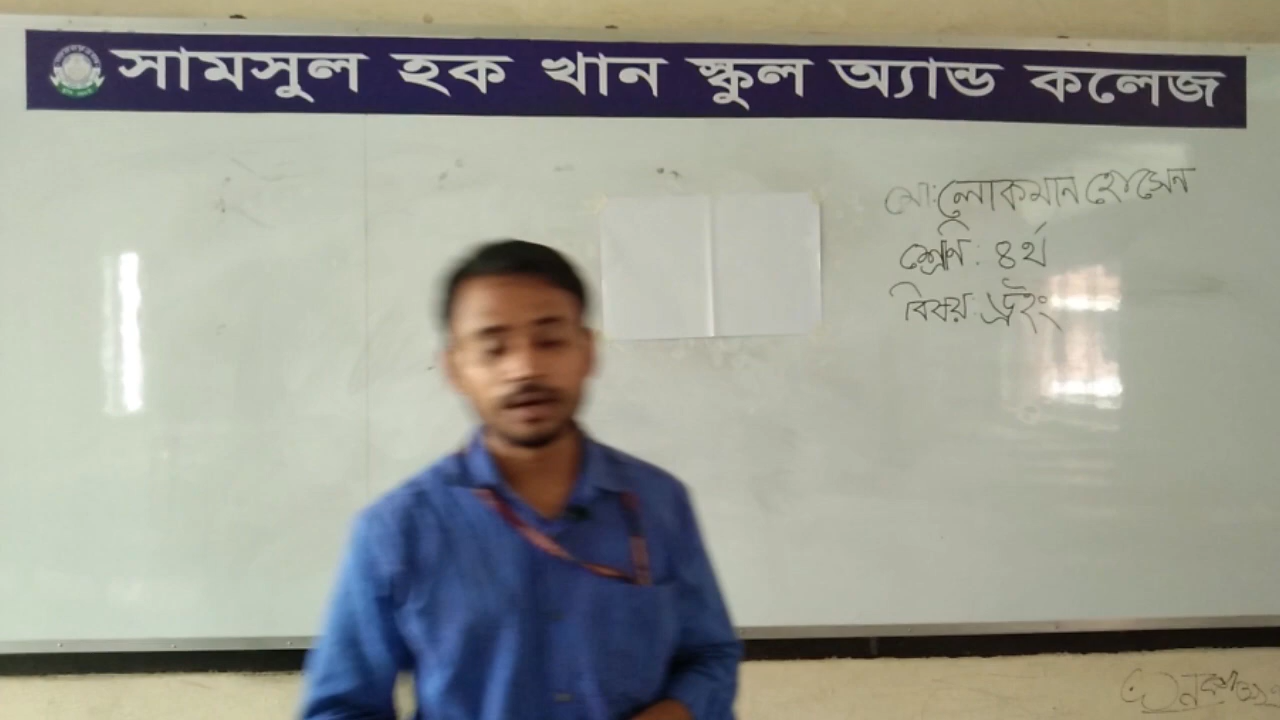 সামসুল হক খান স্কুল অ্যান্ড কলেজ
মো: লোকমান হোসেন
শ্রেণি: ৪র্থ
বিষয়: ড্রইং